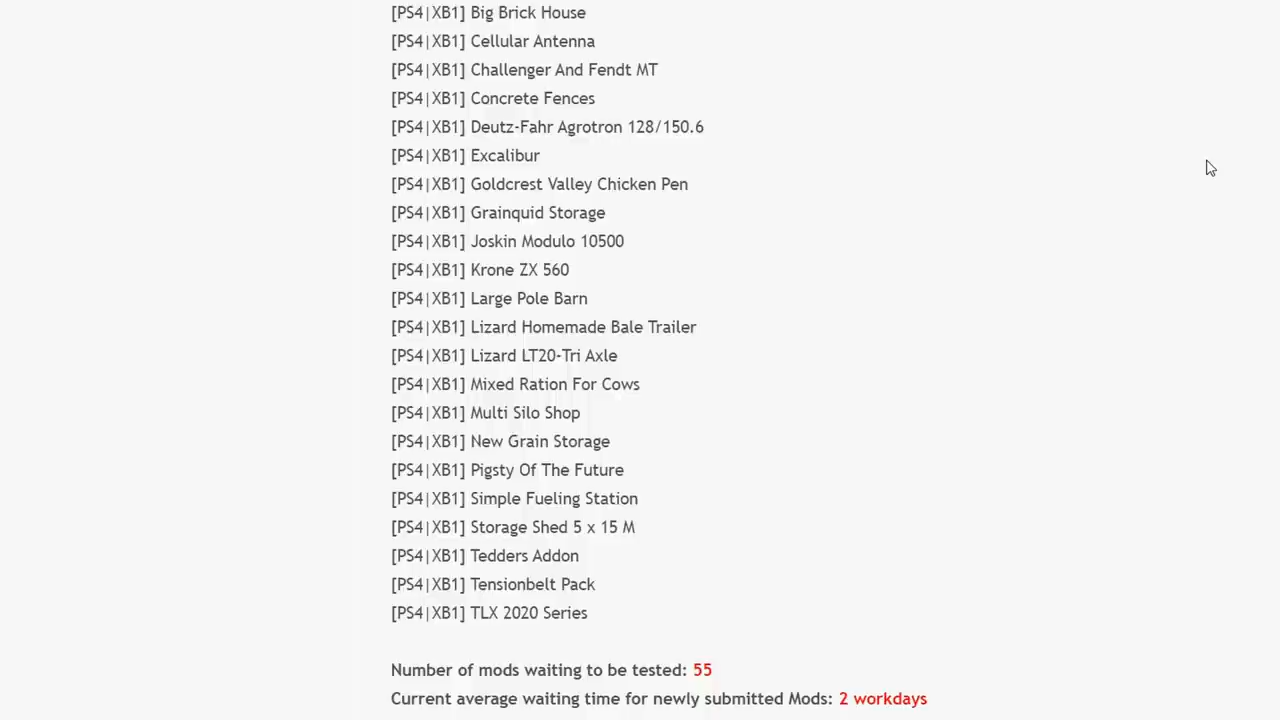 [PS4|XB1] Big Brick House
[PS4|XB1] Cellular Antenna
[PS4|XB1] Challenger And Fendt MT
[PS4|XB1] Concrete Fences
[PS4|XB1] Deutz-Fahr Agrotron 128/150.6
[PS4|XB1] Excalibur
[PS4|XB1] Goldcrest Valley Chicken Pen
[PS4|XB1] Grainquid Storage
[PS4|XB1] Joskin Modulo 10500
[PS4|XB1] Krone ZX 560
[PS4|XB1] Large Pole Barn
[PS4|XB1] Lizard Homemade Bale Trailer
[PS4|XB1] Lizard LT20-Tri Axle
[PS4|XB1] Mixed Ration For Cows
[PS4|XB1] Multi Silo Shop
[PS4|XB1] New Grain Storage
[PS4|XB1] Pigsty Of The Future
[PS4|XB1] Simple Fueling Station
[PS4|XB1] Storage Shed 5 x 15 M
[PS4|XB1] Tedders Addon
[PS4|XB1] Tensionbelt Pack
[PS4|XB1] TLX 2020 Series
Number of mods waiting to be tested: 55
Current average waiting time for newly submitted Mods: 2 workdays